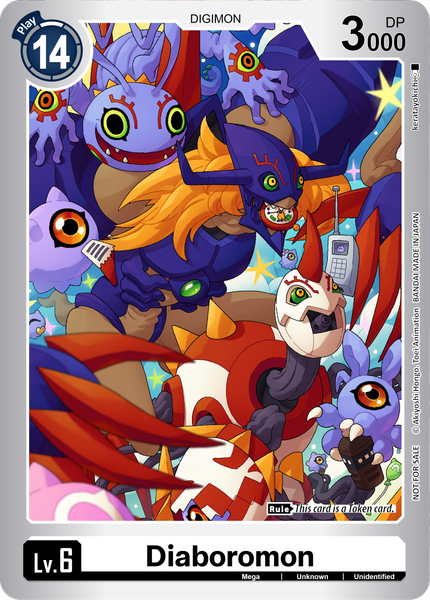 Play
14
DIGIMON
3000
DP
keratayokichi
© Akiyoshi Hongo, Toei Animation BANDAI MADE IN JAPAN
NOT FOR SALE
Rule This card is a Token card.
Lv.6
Diaboromon
Mega | Unknown | Unidentified